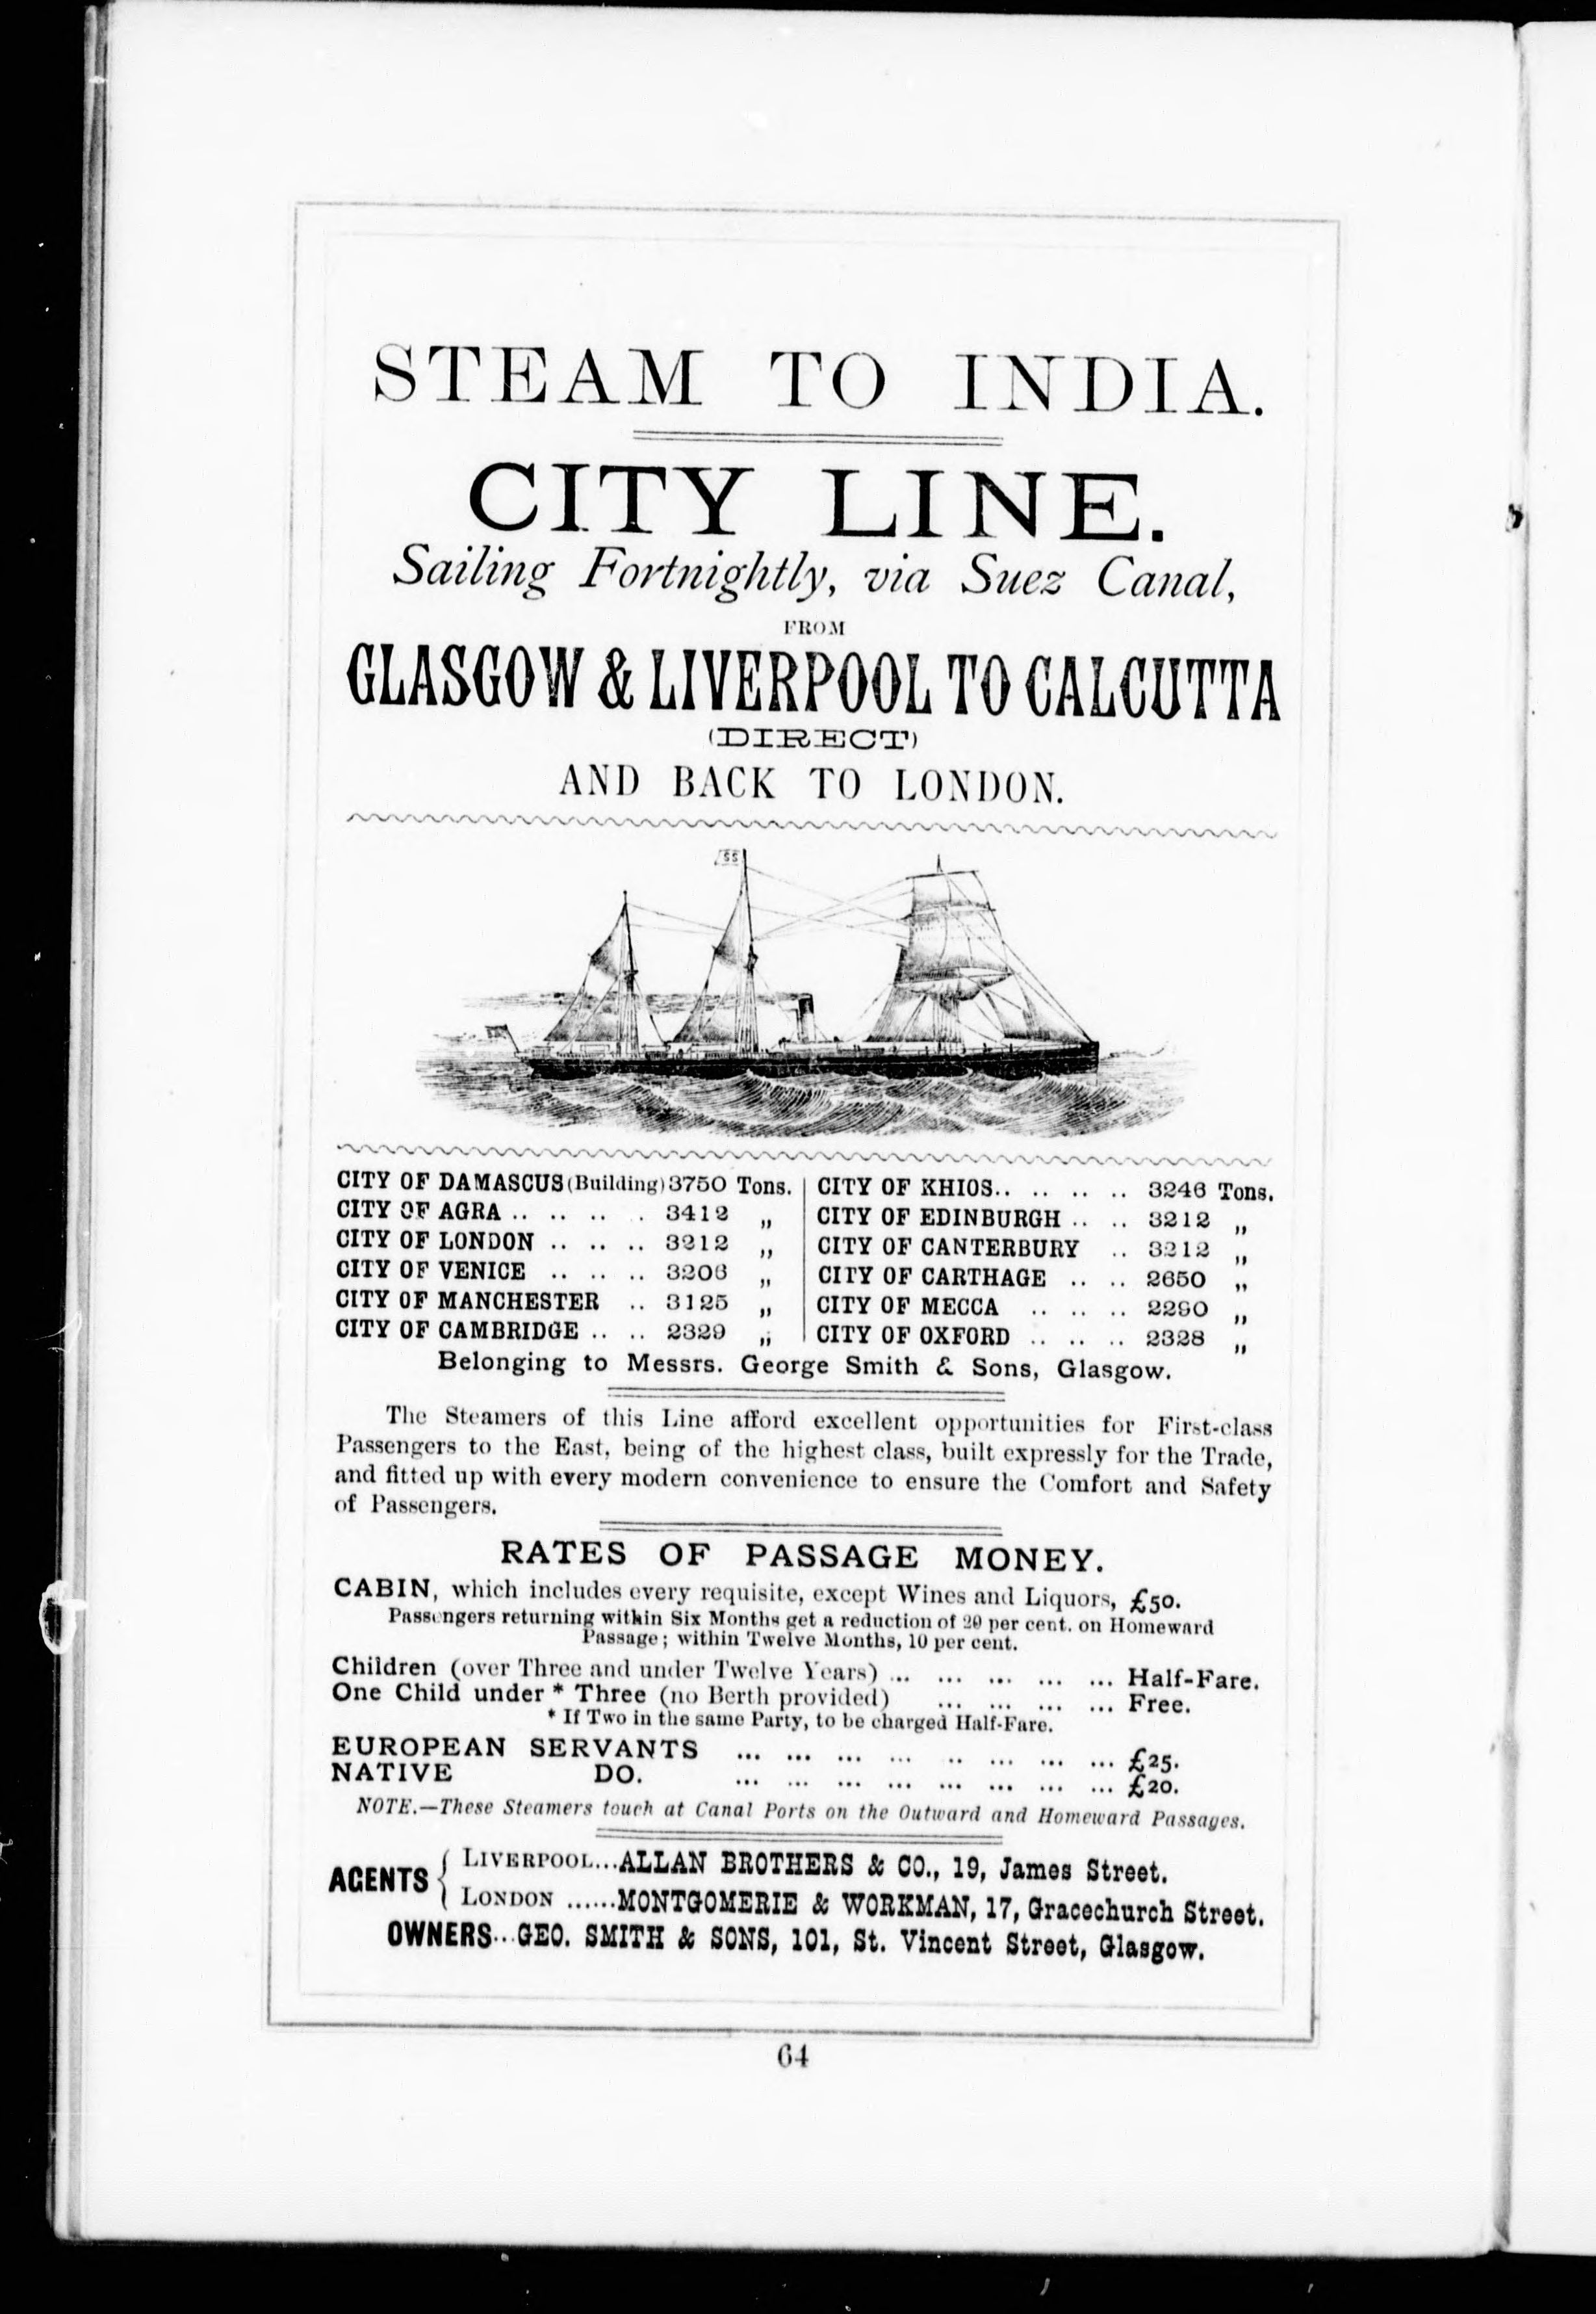 STEAM TO INDIA.
CITY LINE.
Sailing Fortnightly, via Suez Canal,
FROM
GLASGOW & LIVERPOOL TO CALCUTTA
(DIRECT)
AND BACK TO LONDON.
SS
CITY OF DAMASCUS (Building) 3750 Tons.
CITY OF AGRA .. .. .. . 3412 „
CITY OF LONDON .. .. .. 3212 „
CITY OF VENICE .. .. .. 3206 „
CITY OF MANCHESTER .. 3125 „
CITY OF CAMBRIDGE .. .. 2329 „
CITY OF KHIOS.. .. .. .. 3246 Tons.
CITY OF EDINBURGH .. .. 3212 „
CITY OF CANTERBURY .. 3212 „
CITY OF CARTHAGE .. .. 2650 „
CITY OF MECCA .. .. .. 2290 „
CITY OF OXFORD .. .. .. 2328 „
Belonging to Messrs. George Smith & Sons, Glasgow.
The Steamers of this Line afford excellent opportunities for First-class
Passengers to the East, being of the highest class, built expressly for the Trade,
and fitted up with every modern convenience to ensure the Comfort and Safety
of Passengers.
RATES OF PASSAGE MONEY.
CABIN, which includes every requisite, except Wines and Liquors, £50.
Passengers returning within Six Months get a reduction of 20 per cent. on Homeward
Passage; within Twelve Months, 10 per cent.
Children (over Three and under Twelve Years) ... ... ... ... ... ... Half-Fare.
One Child under * Three (no Berth provided) ... ... ... ... Free.
* If Two in the same Party, to be charged Half-Fare.
EUROPEAN SERVANTS ... ... ... ... .. ... ... ... £25.
NATIVE DO. ... ... ... ... ... ... ... ... £20.
NOTE.—These Steamers touch at Canal Ports on the Outward and Homeward Passages.
AGENTS { LIVERPOOL...ALLAN BROTHERS & CO., 19, James Street.
LONDON ......MONTGOMERIE & WORKMAN, 17, Gracechurch Street.
OWNERS...GEO. SMITH & SONS, 101, St. Vincent Street, Glasgow.
64